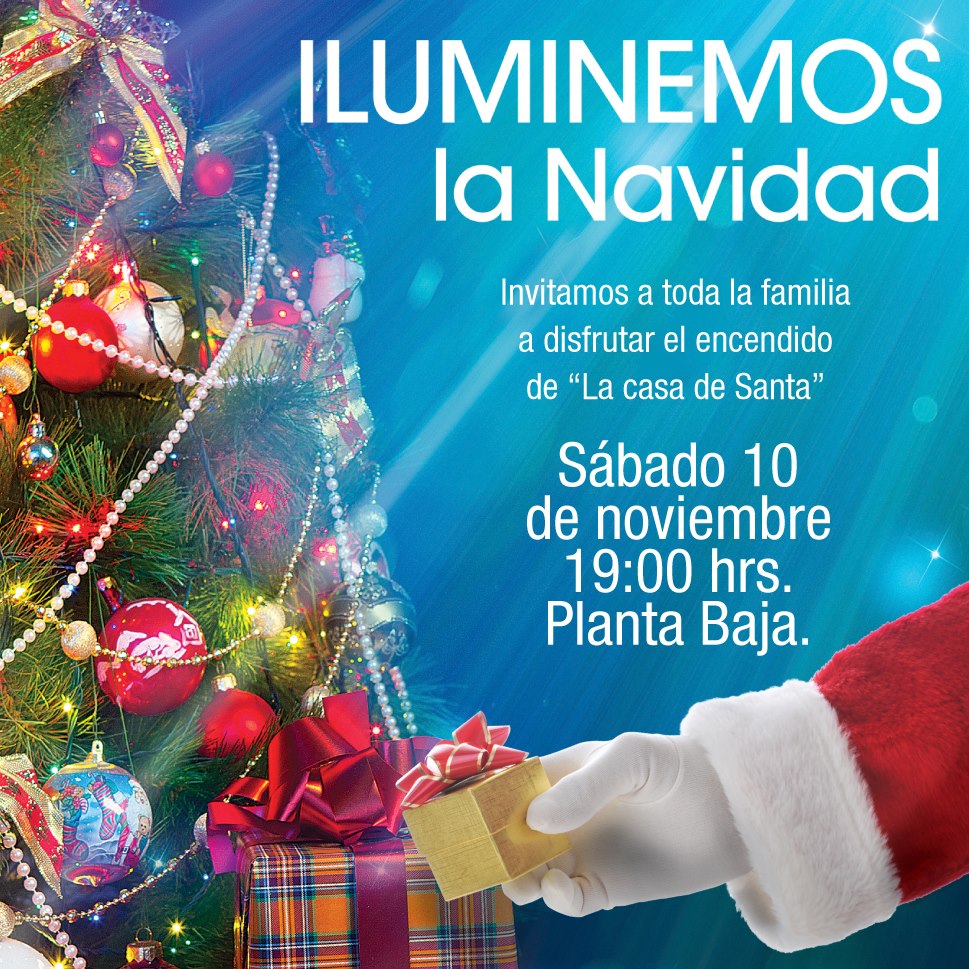 ILUMINEMOS
la Navidad
Invitamos a toda la familia
a disfrutar el encendido
de “La casa de Santa”
Sábado 10
de noviembre
19:00 hrs.
Planta Baja.